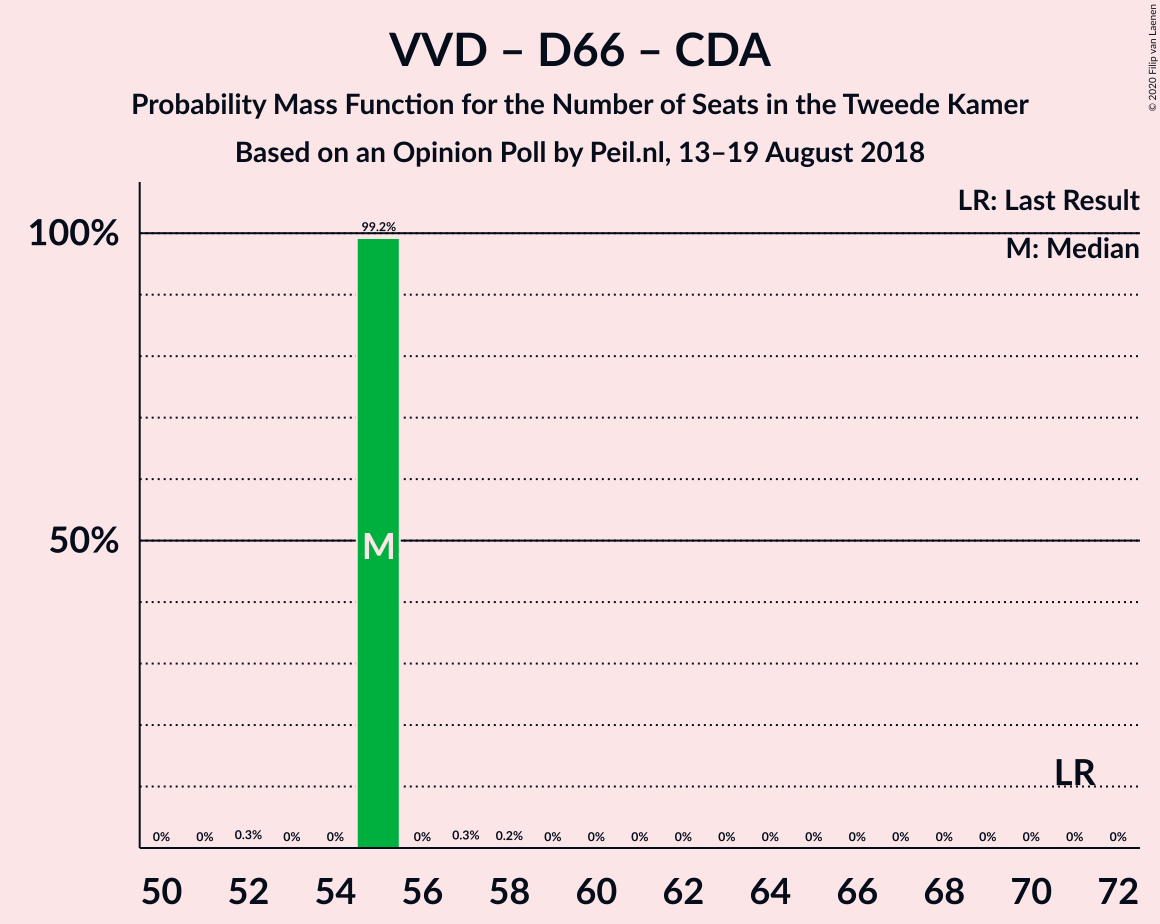 VVD – D66 – CDA
Probability Mass Function for the Number of Seats in the Tweede Kamer
Based on an Opinion Poll by Peil.nl, 13–19 August 2018
© 2020 Filip van Laenen
LR: Last Result
M: Median
100%
50%
99.2%
M
LR
0% 0% 0.3% 0% 0% 0% 0.3% 0.2% 0% 0% 0% 0% 0% 0% 0% 0% 0% 0% 0% 0% 0% 0%
50 52 54 56 58 60 62 64 66 68 70 72